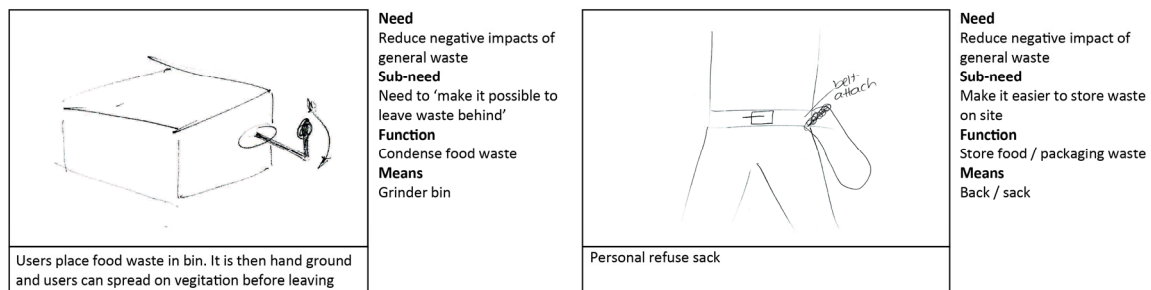 Need
Reduce negative impacts of
general waste
Sub-need
Need to ‘make it possible to
leave waste behind’
Function
Condense food waste
Means
Grinder bin
Users place food waste in bin. It is then hand ground
and users can spread on vegitation before leaving
belt
attach
Need
Reduce negative impact of
general waste
Sub-need
Make it easier to store waste
on site
Function
Store food / packaging waste
Means
Back / sack
Personal refuse sack